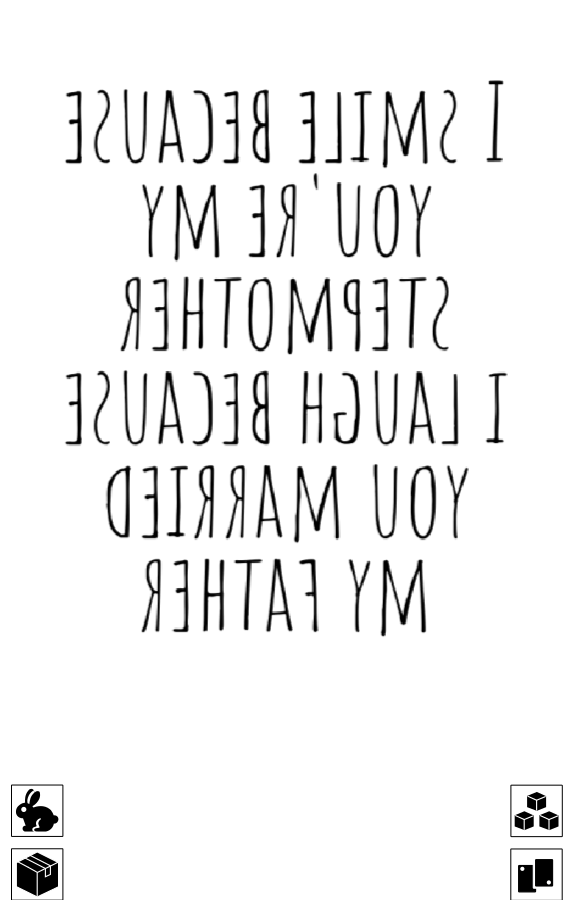 I SMILE BECAUSE
YOU'RE MY
STEPMOTHER
I LAUGH BECAUSE
YOU MARRIED
MY FATHER